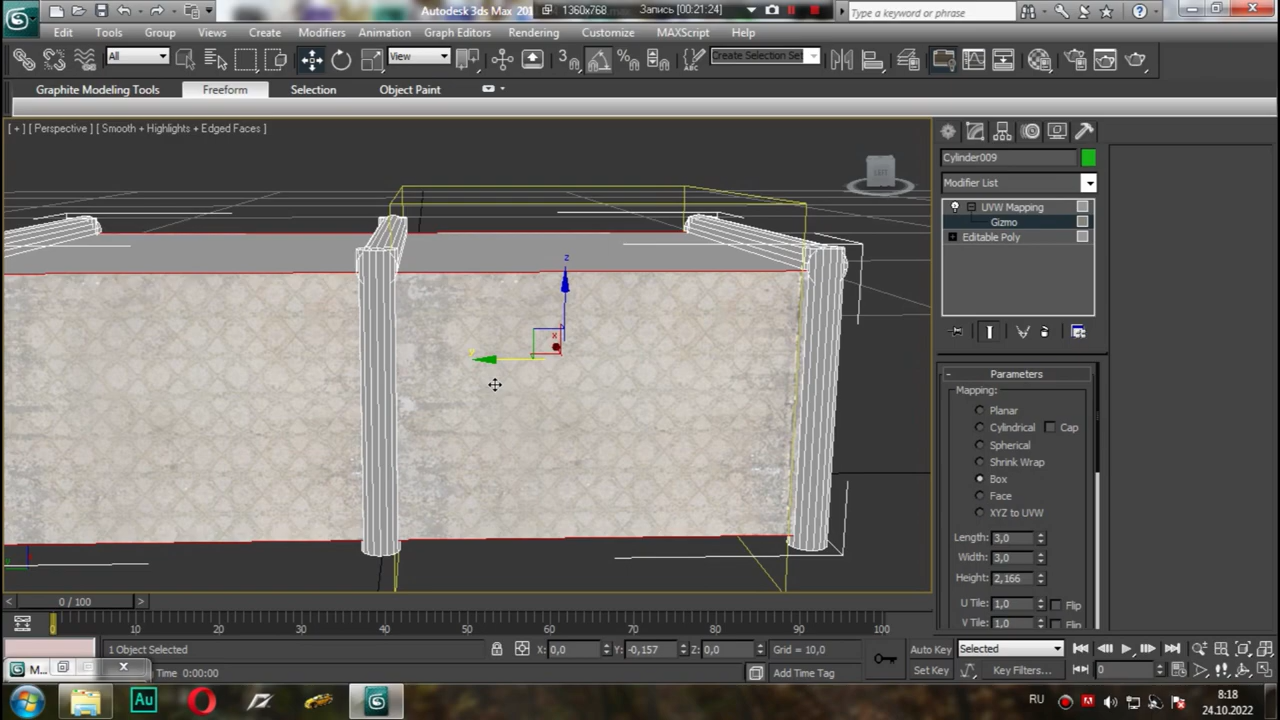 Autodesk 3ds Max 201
1360x768
Запись [00:21:24]
Type a keyword or phrase
Edit Tools Group Views Create Modifiers Animation Graph Editors Rendering Customize MAXScript Help
All
View
Create Selection Set
Graphite Modeling Tools Freeform Selection Object Paint
[ + ] [ Perspective ] [ Smooth + Highlights + Edged Faces ]
LEFT
z
x
y
Cylinder009
Modifier List
UVW Mapping
Gizmo
Editable Poly
Parameters
Mapping:
Planar
Cylindrical Cap
Spherical
Shrink Wrap
Box
Face
XYZ to UVW
Length: 3,0
Width: 3,0
Height: 2,166
U Tile: 1,0 Flip
V Tile: 1,0 Flip
< 0 / 100 >
0 10 20 30 40 50 60 70 80 90 100
1 Object Selected X: 0,0 Y: -0,157 Z: 0,0 Grid = 10,0 Auto Key Selected
M...
Time 0:00:00 Add Time Tag Set Key Key Filters... 0
Au
RU
8:18
24.10.2022